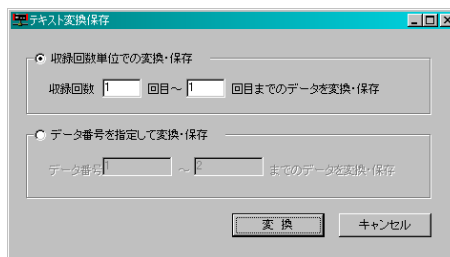 テキスト変換保存
収録回数単位での変換・保存
収録回数 1 回目～ 1 回目までのデータを変換・保存
データ番号を指定して変換・保存
データ番号 1 ～ 2 までのデータを変換・保存
変 換 キャンセル